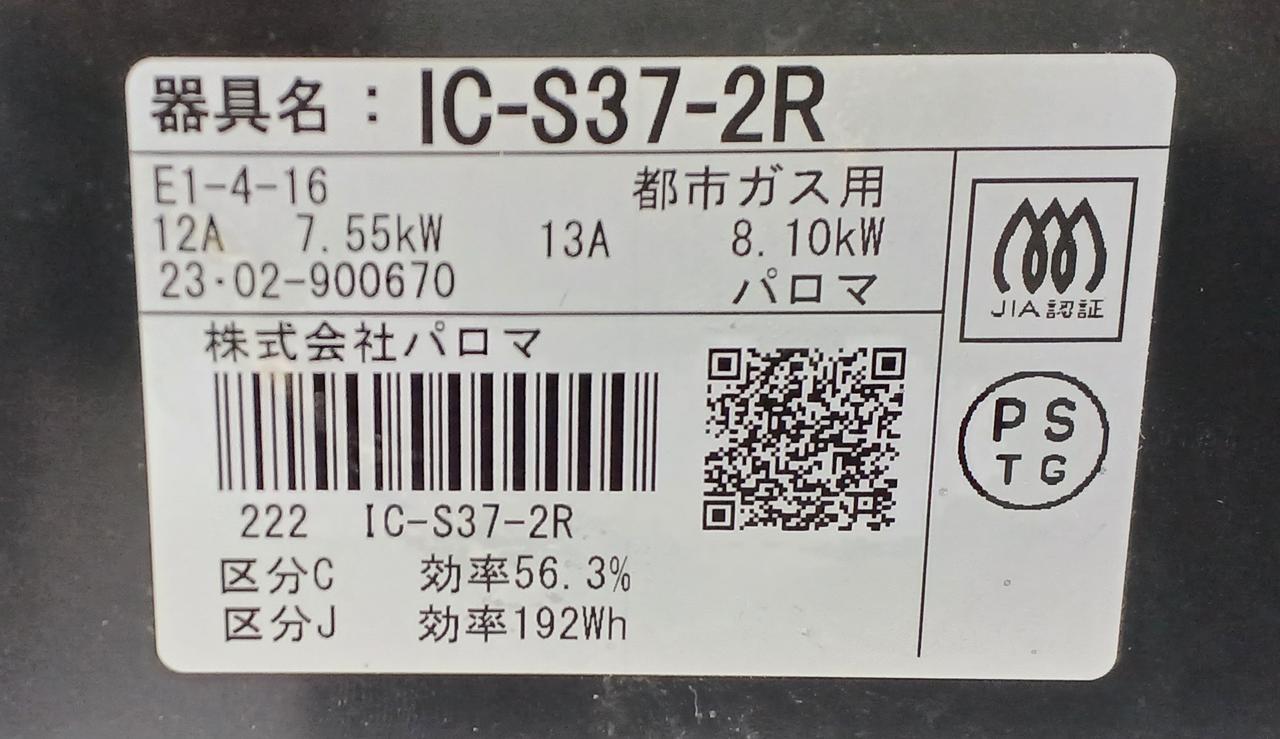 器具名：IC-S37-2R
E1-4-16 都市ガス用
12A 7.55kW 13A 8.10kW
23・02-900670 パロマ
JIA認証
株式会社パロマ
PS
TG
222 IC-S37-2R
区分C 効率56.3%
区分J 効率192Wh